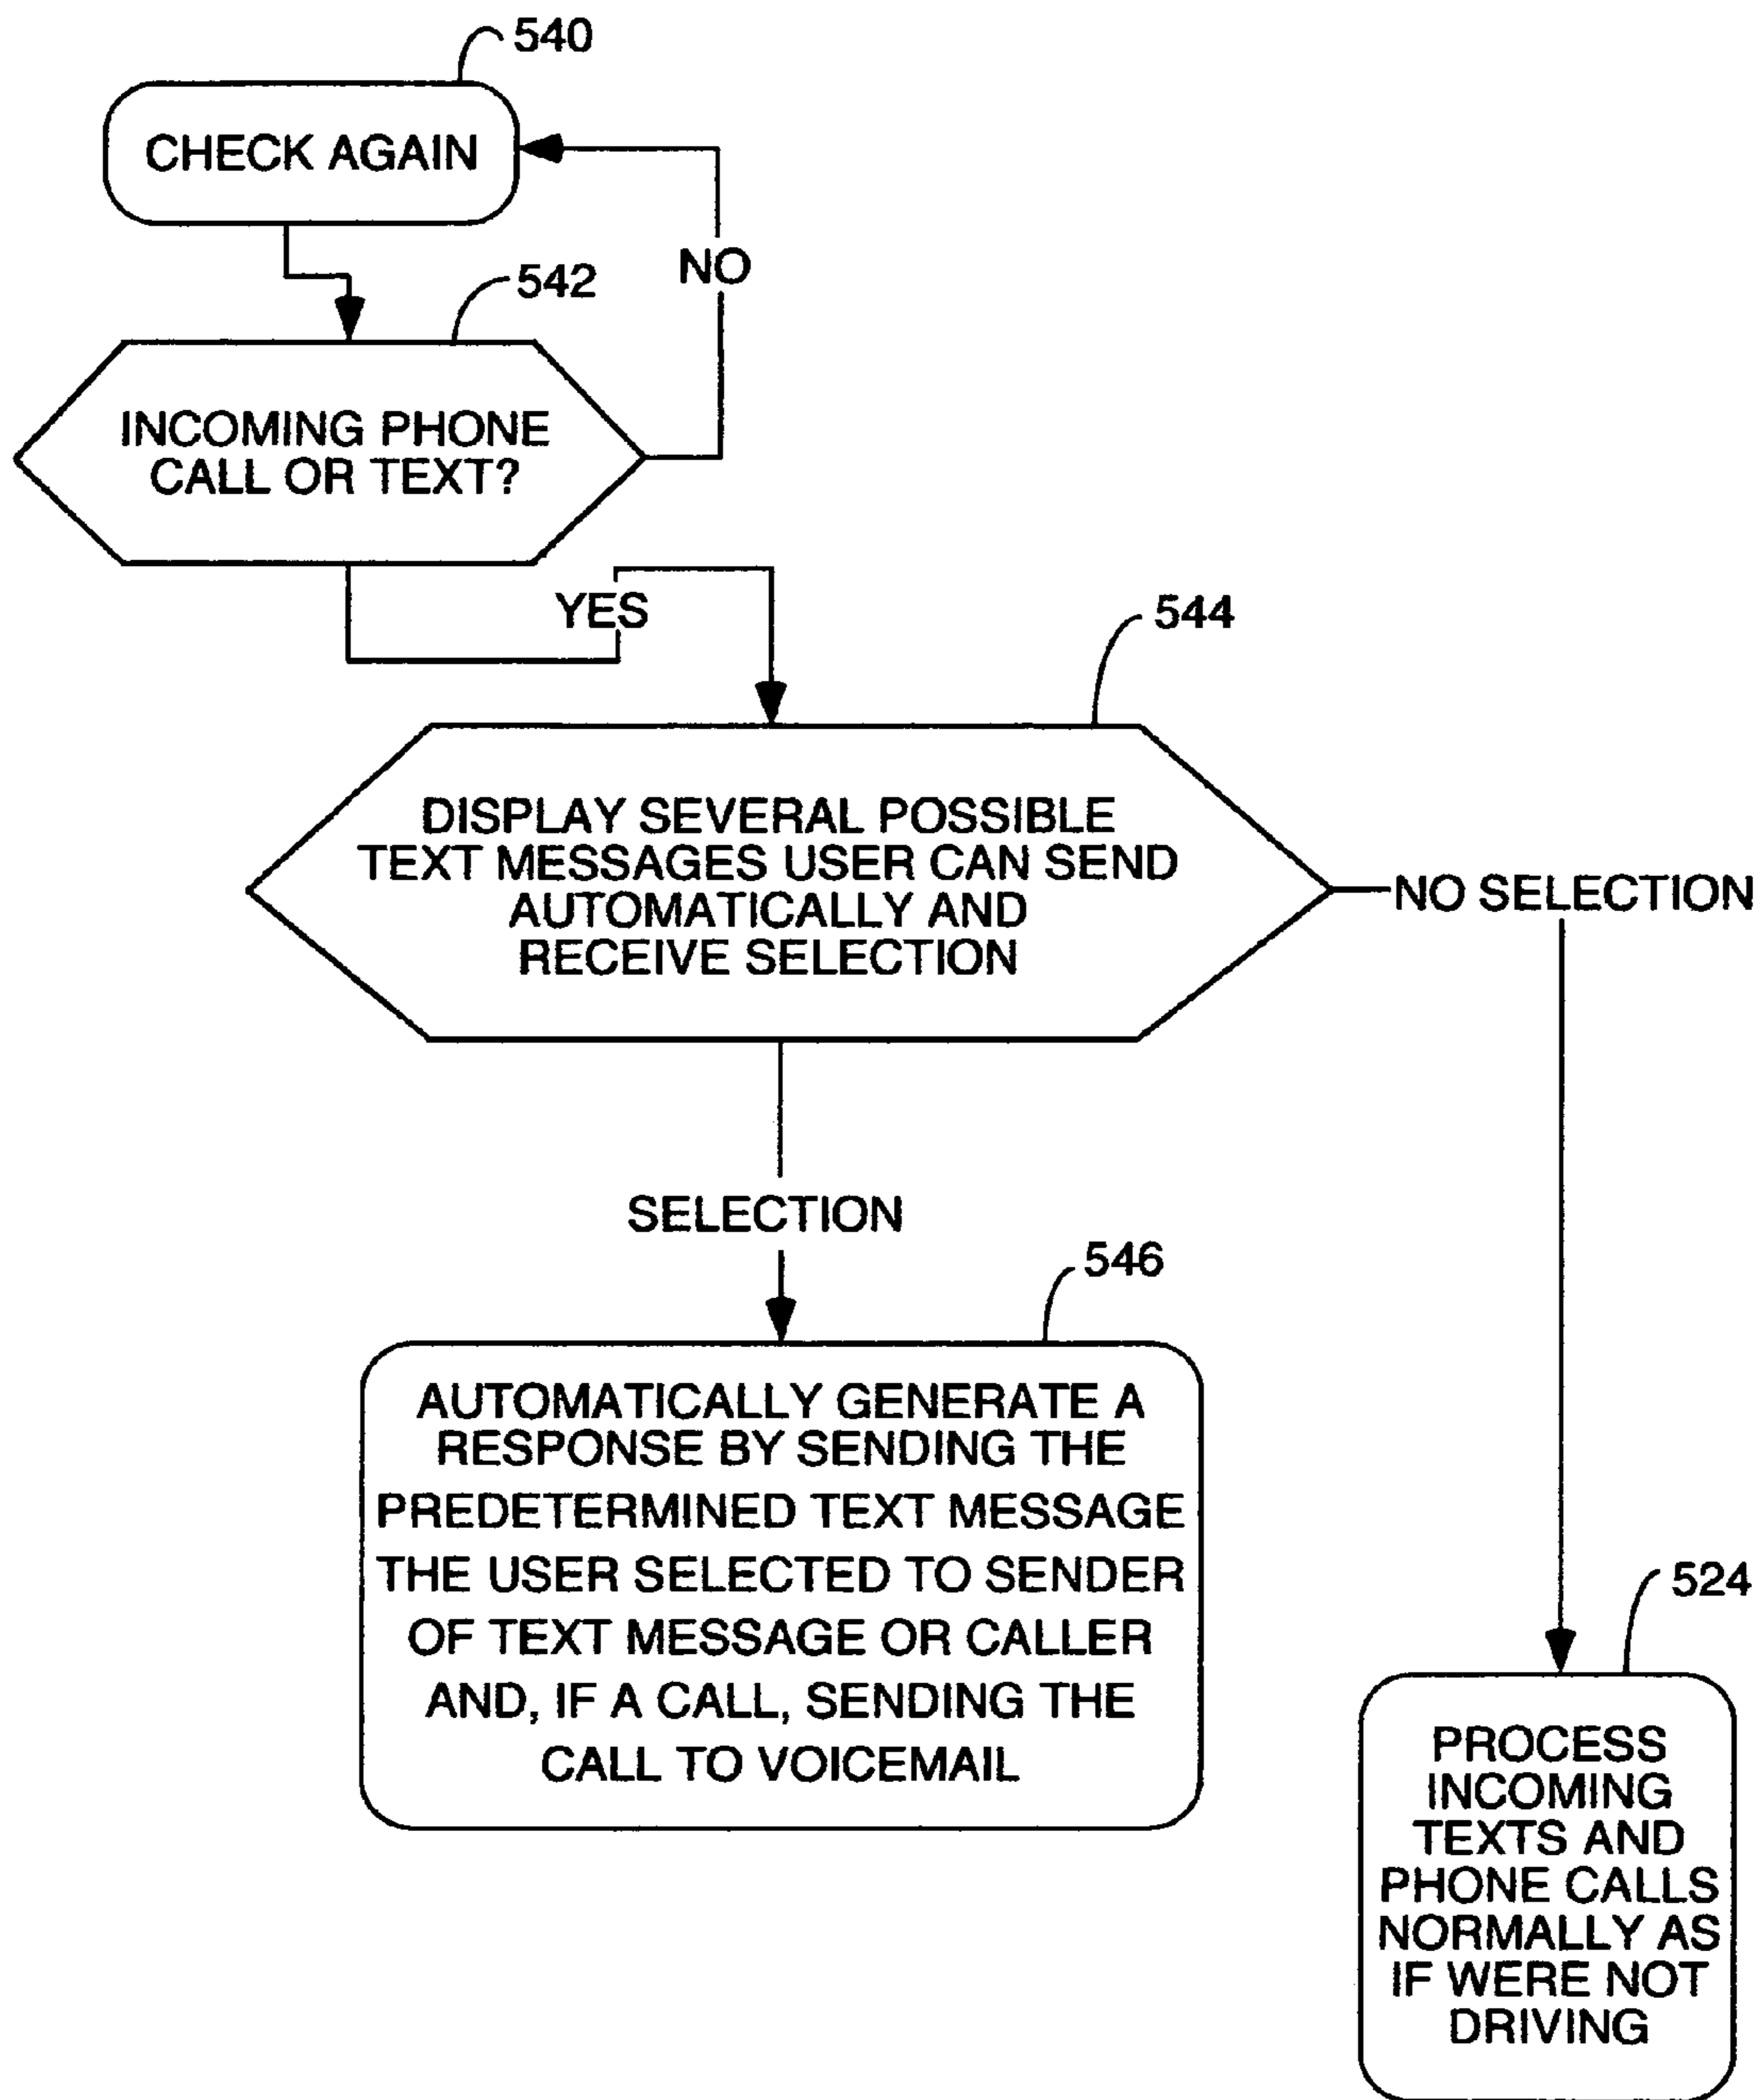 540
CHECK AGAIN
NO
542
INCOMING PHONE
CALL OR TEXT?
YES
544
DISPLAY SEVERAL POSSIBLE
TEXT MESSAGES USER CAN SEND
AUTOMATICALLY AND
RECEIVE SELECTION
NO SELECTION
SELECTION
546
AUTOMATICALLY GENERATE A
RESPONSE BY SENDING THE
PREDETERMINED TEXT MESSAGE
THE USER SELECTED TO SENDER
OF TEXT MESSAGE OR CALLER
AND, IF A CALL, SENDING THE
CALL TO VOICEMAIL
524
PROCESS
INCOMING
TEXTS AND
PHONE CALLS
NORMALLY AS
IF WERE NOT
DRIVING